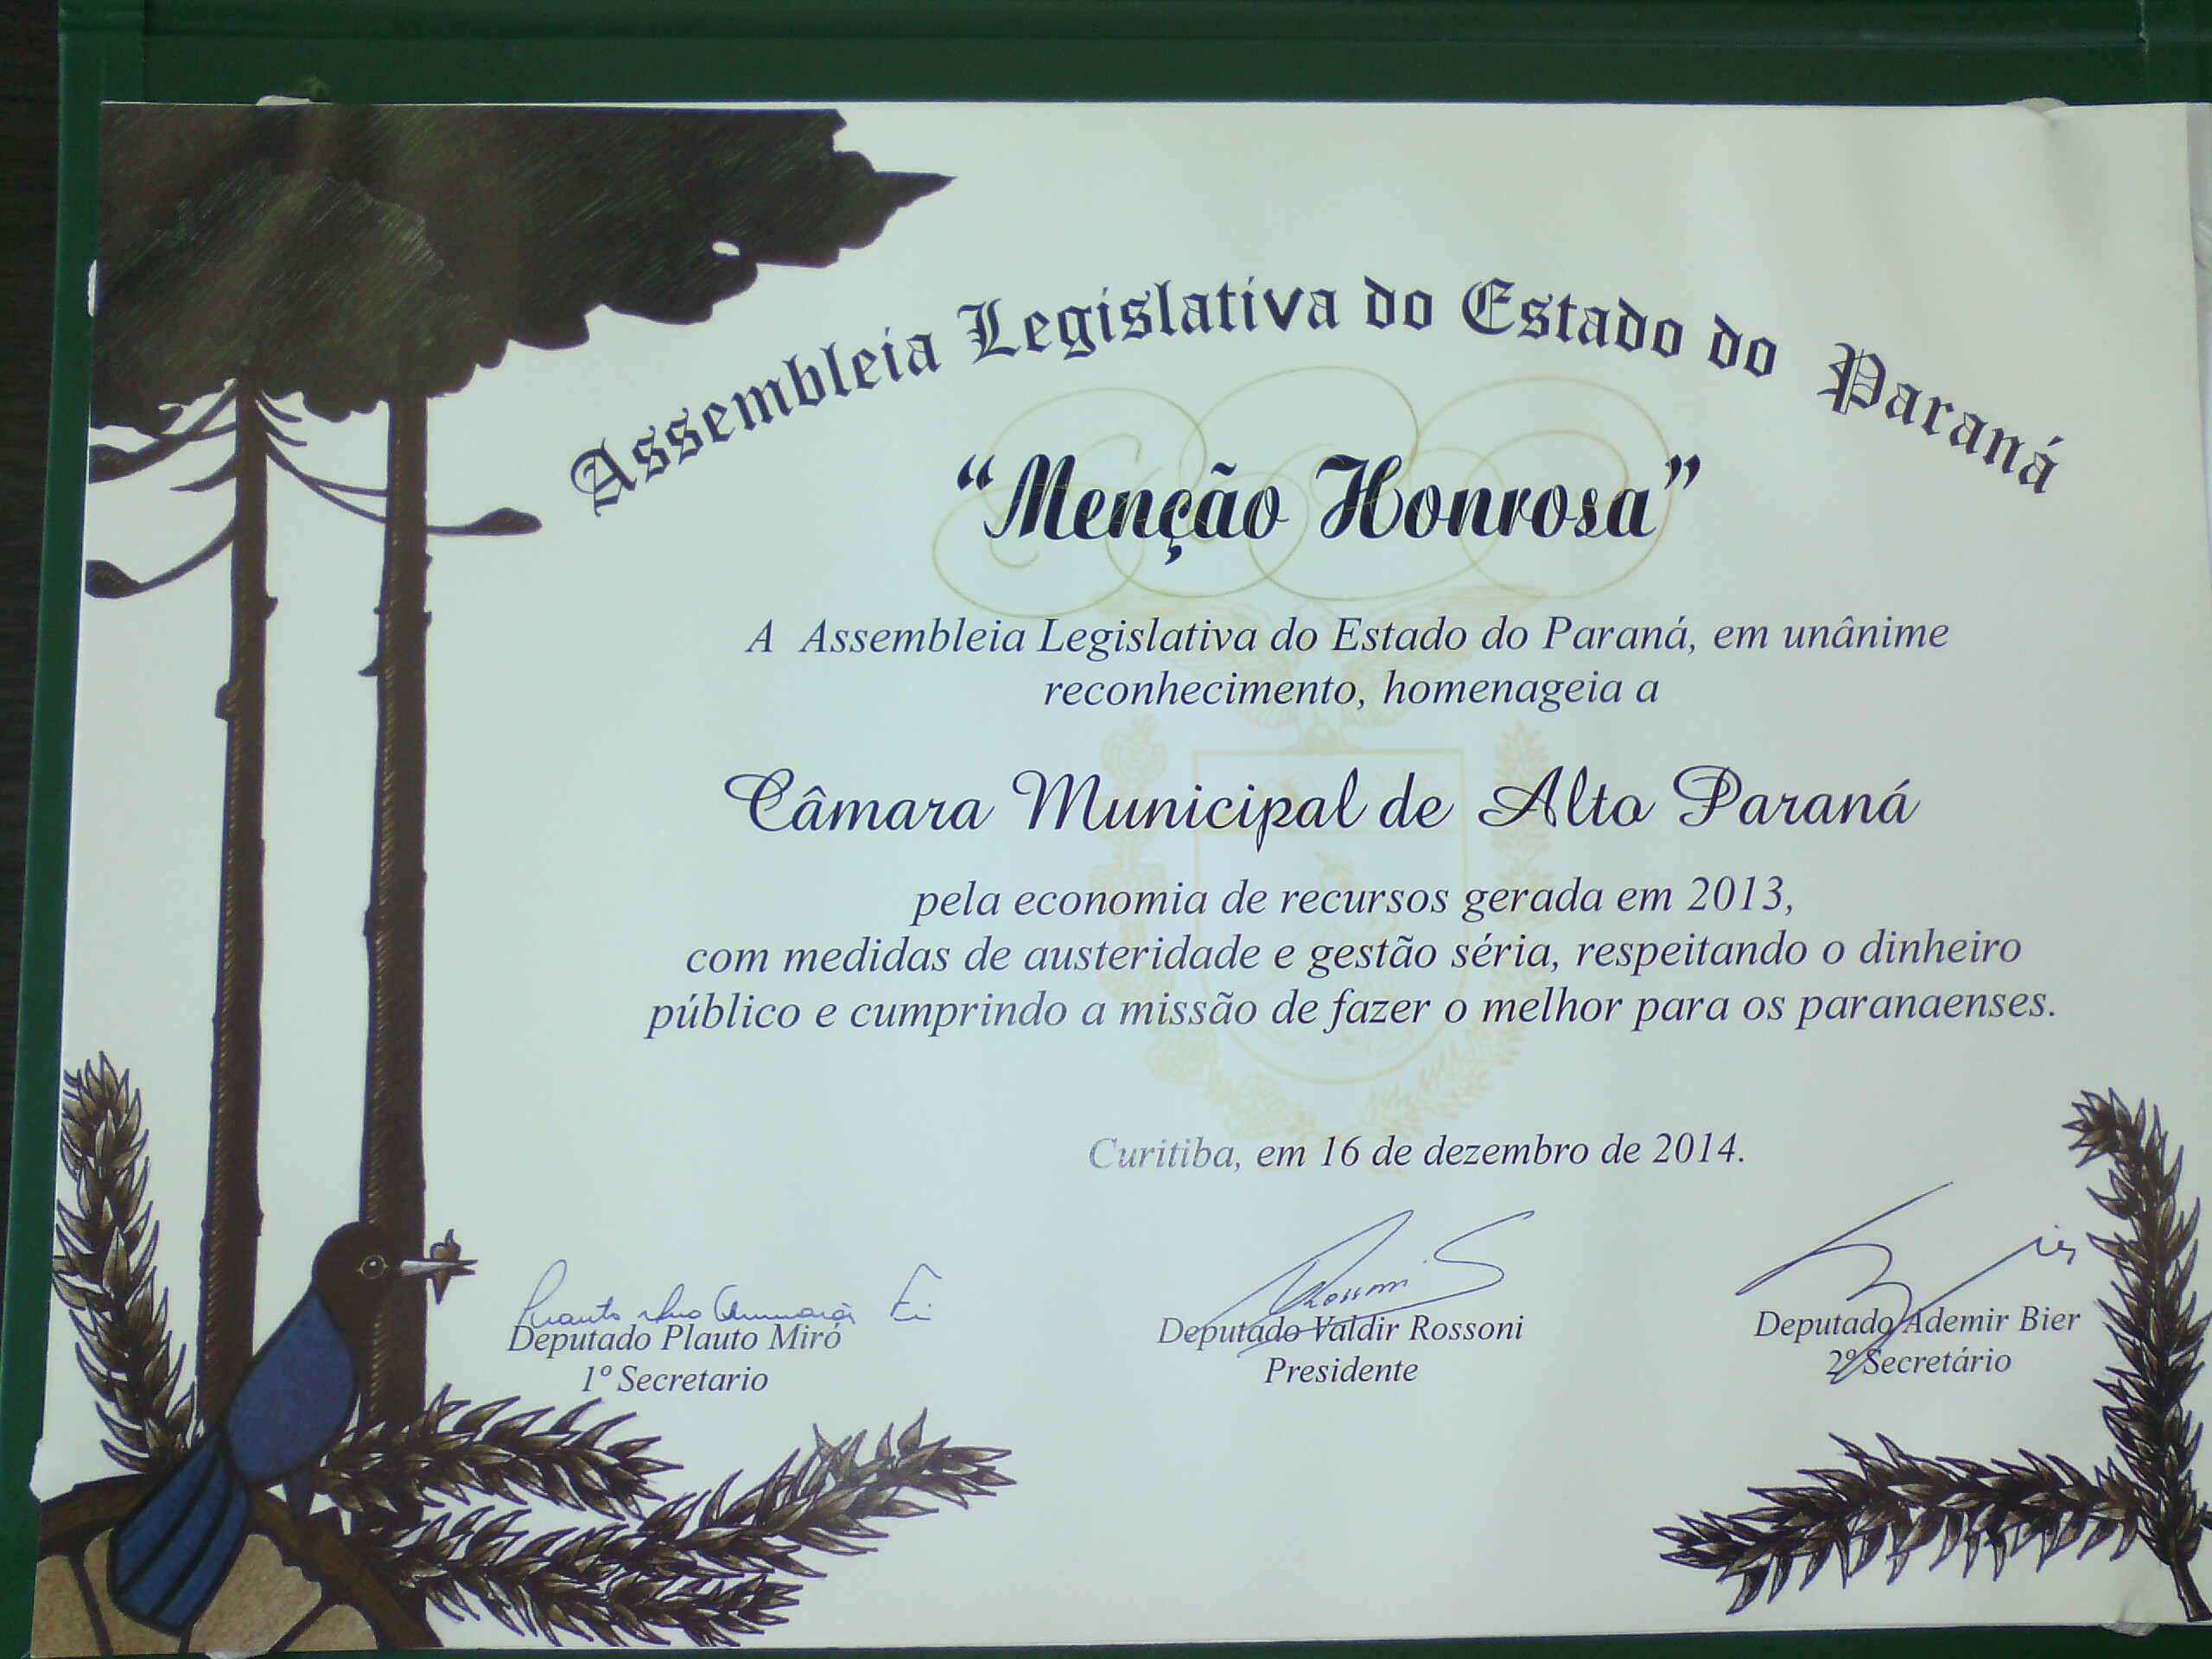 Assembleia Legislativa do Estado do Paraná
“Menção Honrosa”
A Assembleia Legislativa do Estado do Paraná, em unânime
reconhecimento, homenageia a
Câmara Municipal de Alto Paraná
pela economia de recursos gerada em 2013,
com medidas de austeridade e gestão séria, respeitando o dinheiro
público e cumprindo a missão de fazer o melhor para os paranaenses.
Curitiba, em 16 de dezembro de 2014.
Deputado Plauto Miró
1º Secretario
Rossoni
Deputado Valdir Rossoni
Presidente
Deputado Ademir Bier
2º Secretário